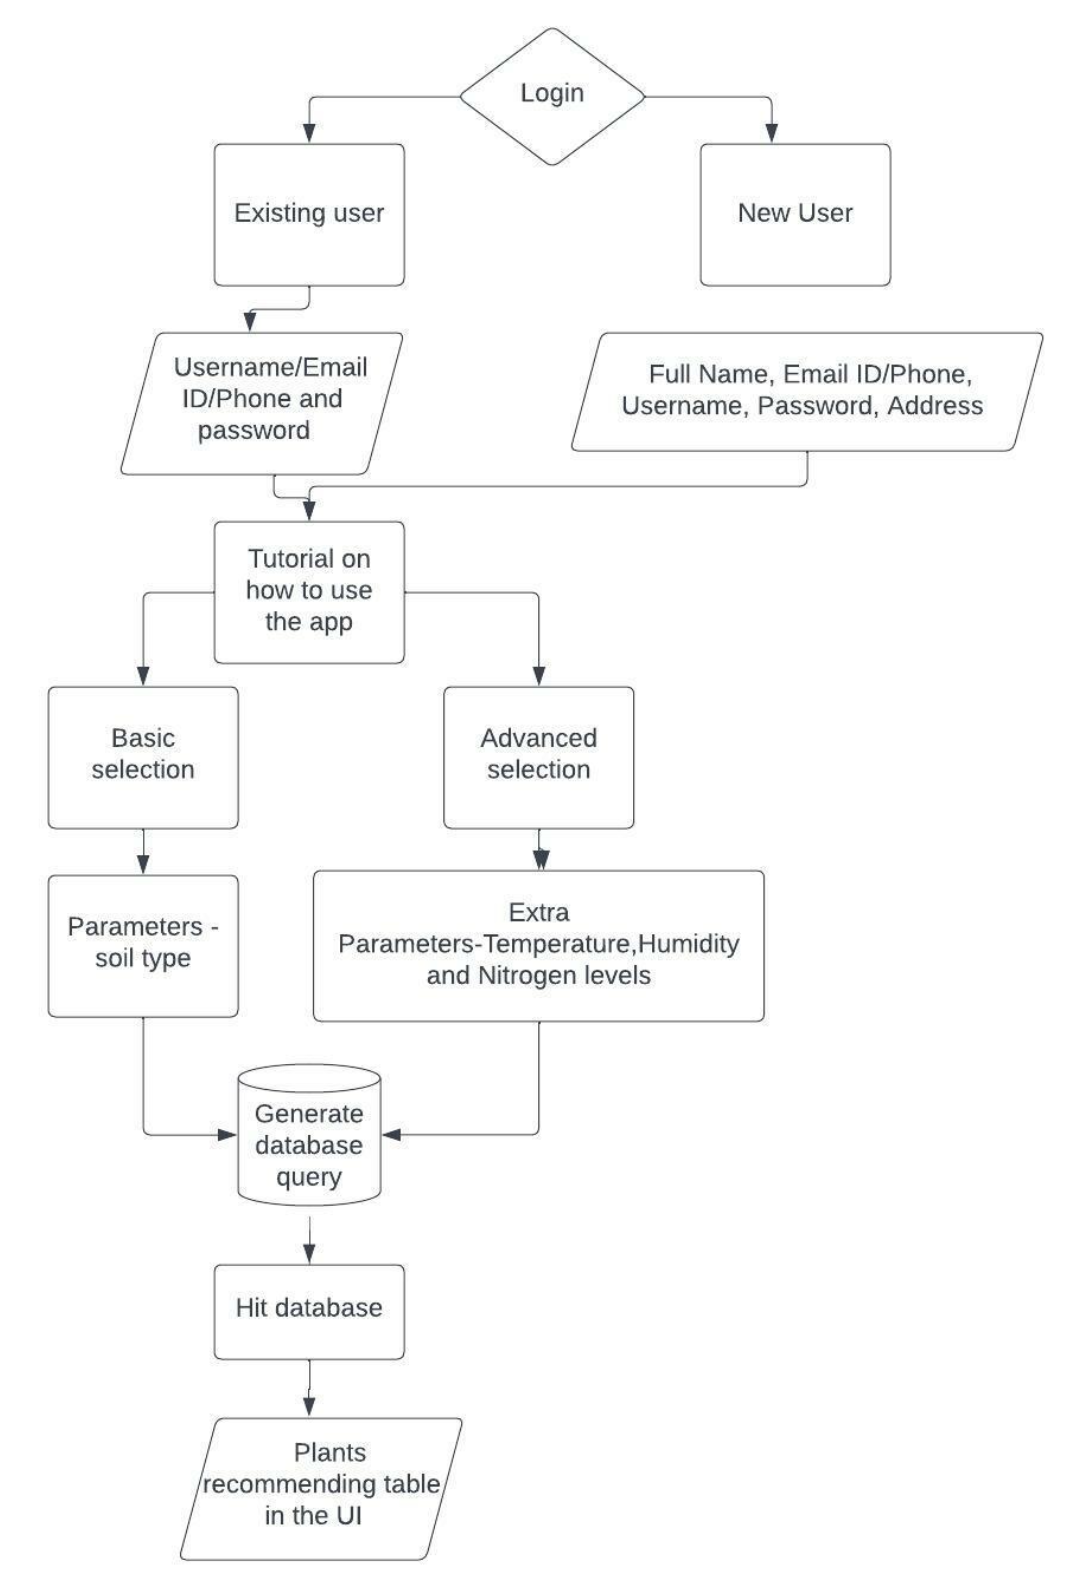 Login
Existing user
New User
Username/Email
ID/Phone and
password
Full Name, Email ID/Phone,
Username, Password, Address
Tutorial on
how to use
the app
Basic
selection
Advanced
selection
Parameters -
soil type
Extra
Parameters-Temperature,Humidity
and Nitrogen levels
Generate
database
query
Hit database
Plants
recommending table
in the UI